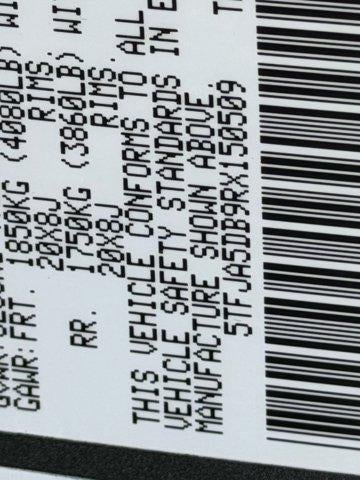 GAWR:FRT. 1850KG (4080LB) WI
20X8J RIMS
RR. 1750KG (3860LB) WI
20X8J RIMS.
THIS VEHICLE CONFORMS TO ALL
VEHICLE SAFETY STANDARDS IN E
MANUFACTURE SHOWN ABOVE.
5TFJA5DB9RX150509